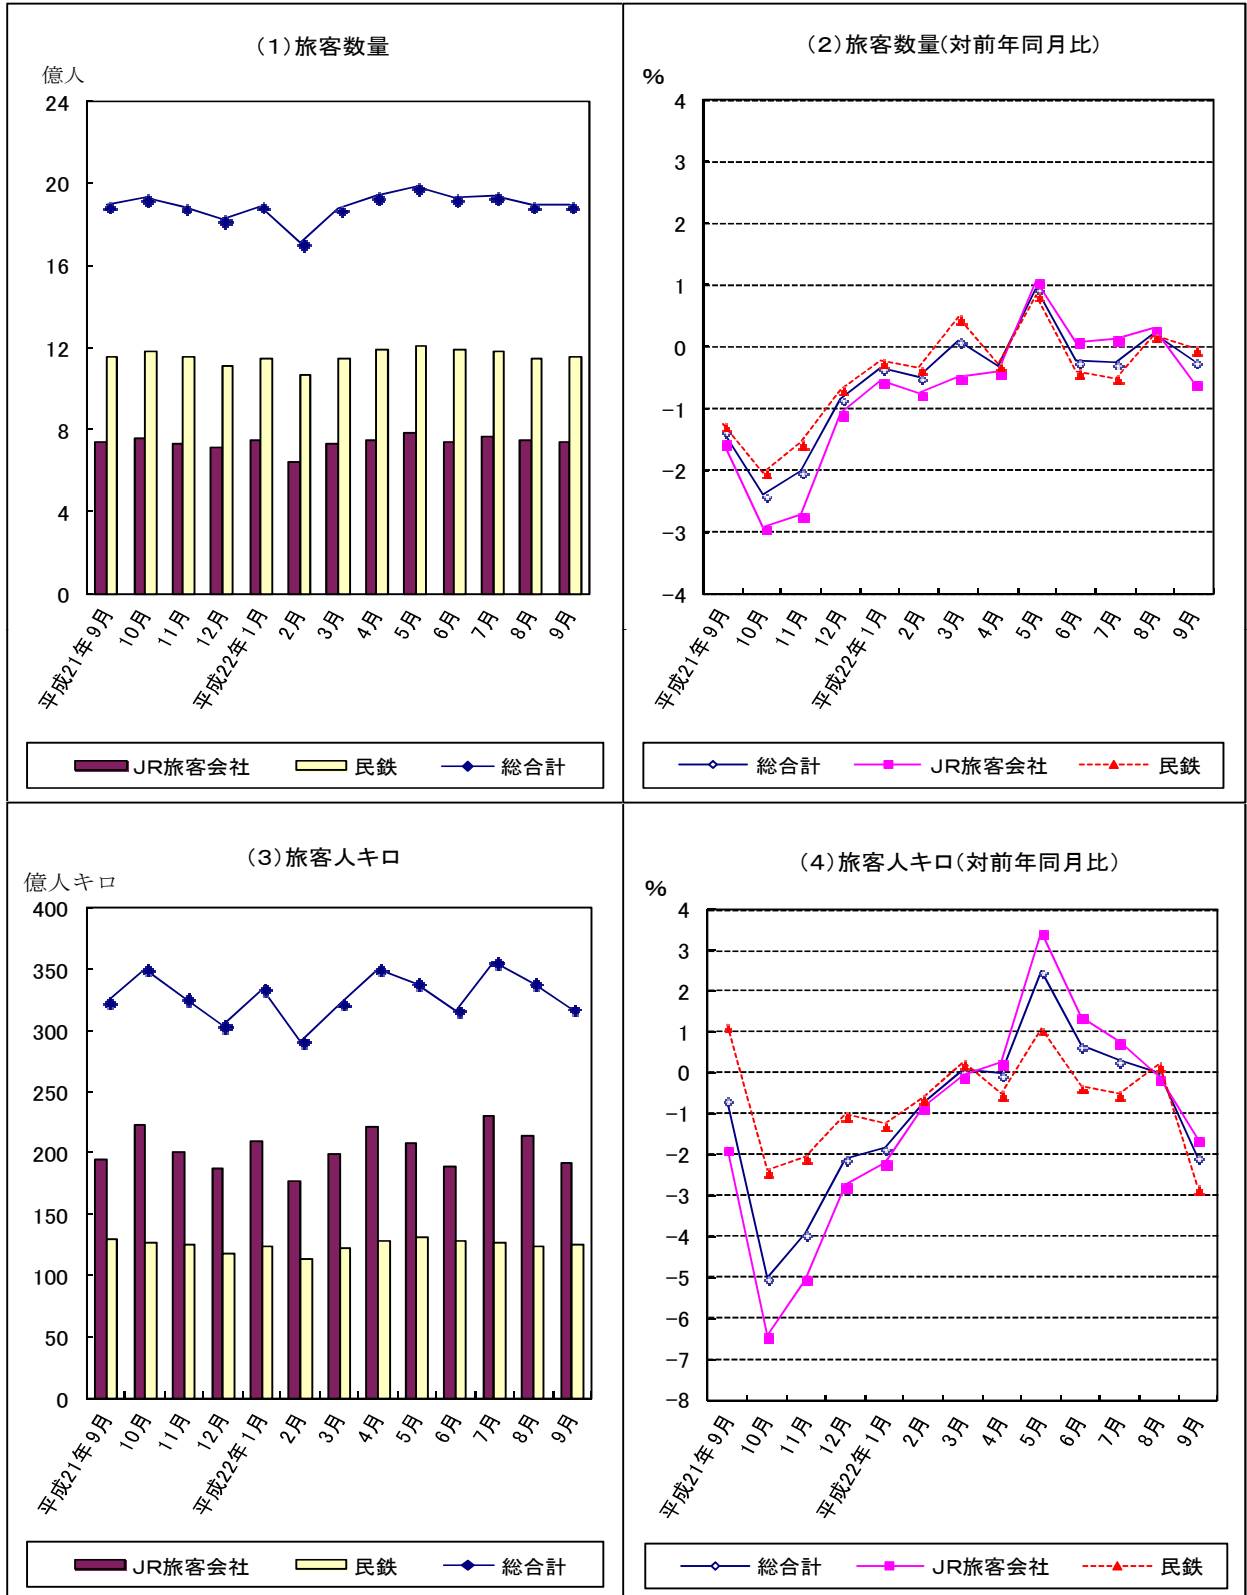 (1)旅客数量
億人
24
20
16
12
8
4
0
平成21年9月
10月
11月
12月
平成22年1月
2月
3月
4月
5月
6月
7月
8月
9月
JR旅客会社 民鉄 総合計
(2)旅客数量(対前年同月比)
%
4
3
2
1
0
-1
-2
-3
-4
平成21年9月
10月
11月
12月
平成22年1月
2月
3月
4月
5月
6月
7月
8月
9月
総合計 JR旅客会社 民鉄
(3)旅客人キロ
億人キロ
400
350
300
250
200
150
100
50
0
平成21年9月
10月
11月
12月
平成22年1月
2月
3月
4月
5月
6月
7月
8月
9月
JR旅客会社 民鉄 総合計
(4)旅客人キロ(対前年同月比)
%
4
3
2
1
0
-1
-2
-3
-4
-5
-6
-7
-8
平成21年9月
10月
11月
12月
平成22年1月
2月
3月
4月
5月
6月
7月
8月
9月
総合計 JR旅客会社 民鉄